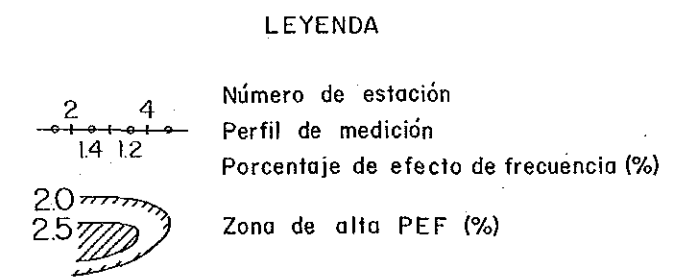 LEYENDA
2 4 Número de estación
Perfil de medición
1.4 1.2
Porcentaje de efecto de frecuencia (%)
2.0
2.5 Zona de alta PEF (%)